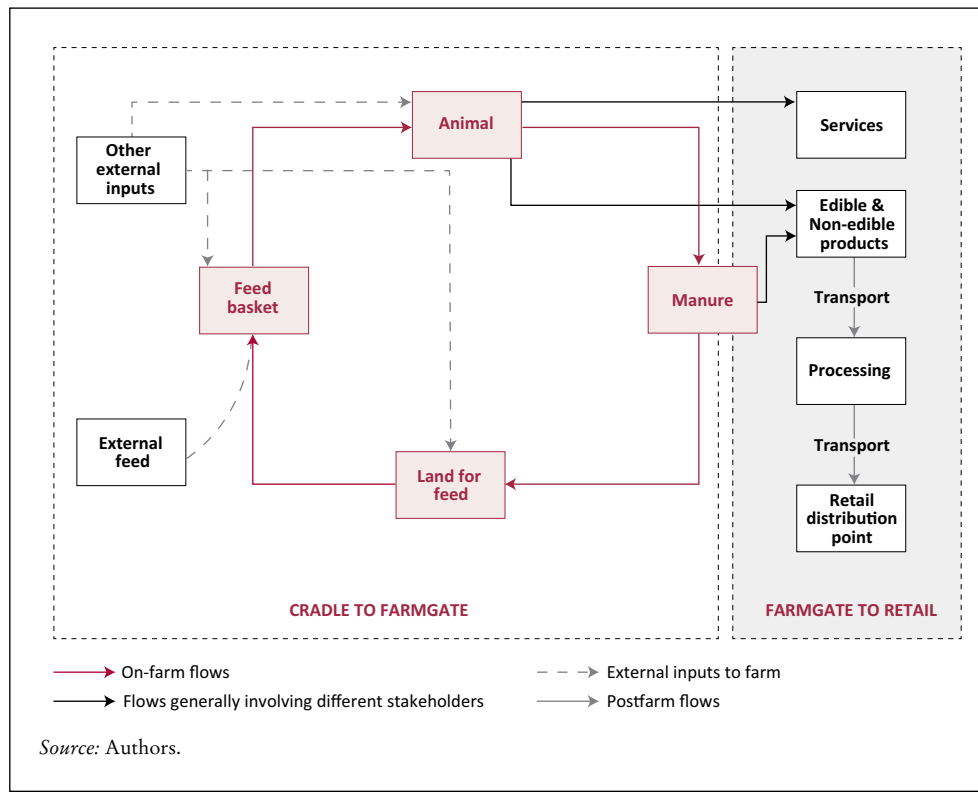 Animal
Services
Other
external
inputs
Edible &
Non-edible
products
Feed
basket
Manure
Transport
Processing
External
feed
Transport
Land for
feed
Retail
distribution
point
CRADLE TO FARMGATE
FARMGATE TO RETAIL
On-farm flows
External inputs to farm
Flows generally involving different stakeholders
Postfarm flows
Source: Authors.